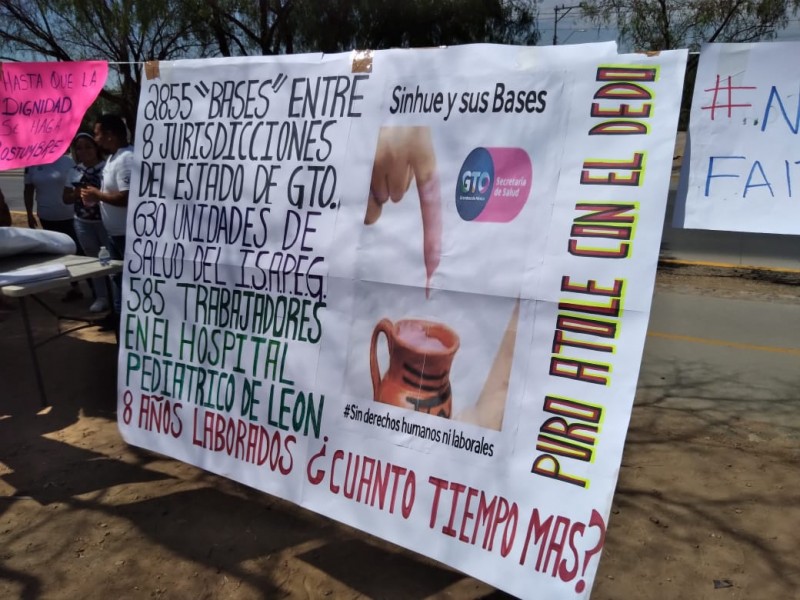 HASTA QUE LA
DIGNIDAD
SE HAGA
COSTUMBRE
2855 "BASES" ENTRE
8 JURISDICCIONES
DEL ESTADO DE GTO.
630 UNIDADES DE
SALUD DEL I.S.A.P.E.G.
585 TRABAJADORES
EN EL HOSPITAL
PEDIATRICO DE LEON
8 AÑOS LABORADOS ¿CUANTO TIEMPO MAS?
Sinhue y sus Bases
GTO
Secretaría
de Salud
#Sin derechos humanos ni laborales
PURO ATOLE CON EL DEDO